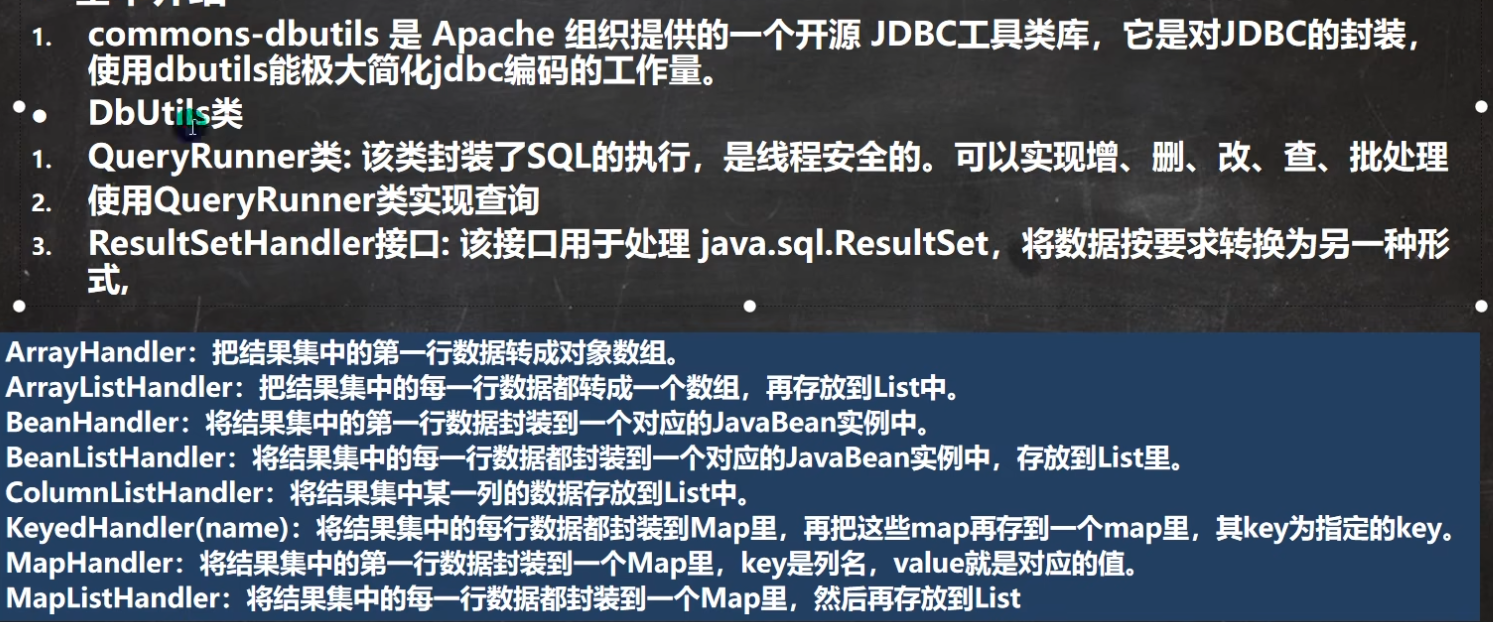 1. commons-dbutils 是 Apache 组织提供的一个开源 JDBC工具类库，它是对JDBC的封装，
使用dbutils能极大简化jdbc编码的工作量。
● DbUtils类
1. QueryRunner类: 该类封装了SQL的执行，是线程安全的。可以实现增、删、改、查、批处理
2. 使用QueryRunner类实现查询
3. ResultSetHandler接口: 该接口用于处理 java.sql.ResultSet，将数据按要求转换为另一种形
式,
ArrayHandler：把结果集中的第一行数据转成对象数组。
ArrayListHandler：把结果集中的每一行数据都转成一个数组，再存放到List中。
BeanHandler：将结果集中的第一行数据封装到一个对应的JavaBean实例中。
BeanListHandler：将结果集中的每一行数据都封装到一个对应的JavaBean实例中，存放到List里。
ColumnListHandler：将结果集中某一列的数据存放到List中。
KeyedHandler(name)：将结果集中的每行数据都封装到Map里，再把这些map再存到一个map里，其key为指定的key。
MapHandler：将结果集中的第一行数据封装到一个Map里，key是列名，value就是对应的值。
MapListHandler：将结果集中的每一行数据都封装到一个Map里，然后再存放到List